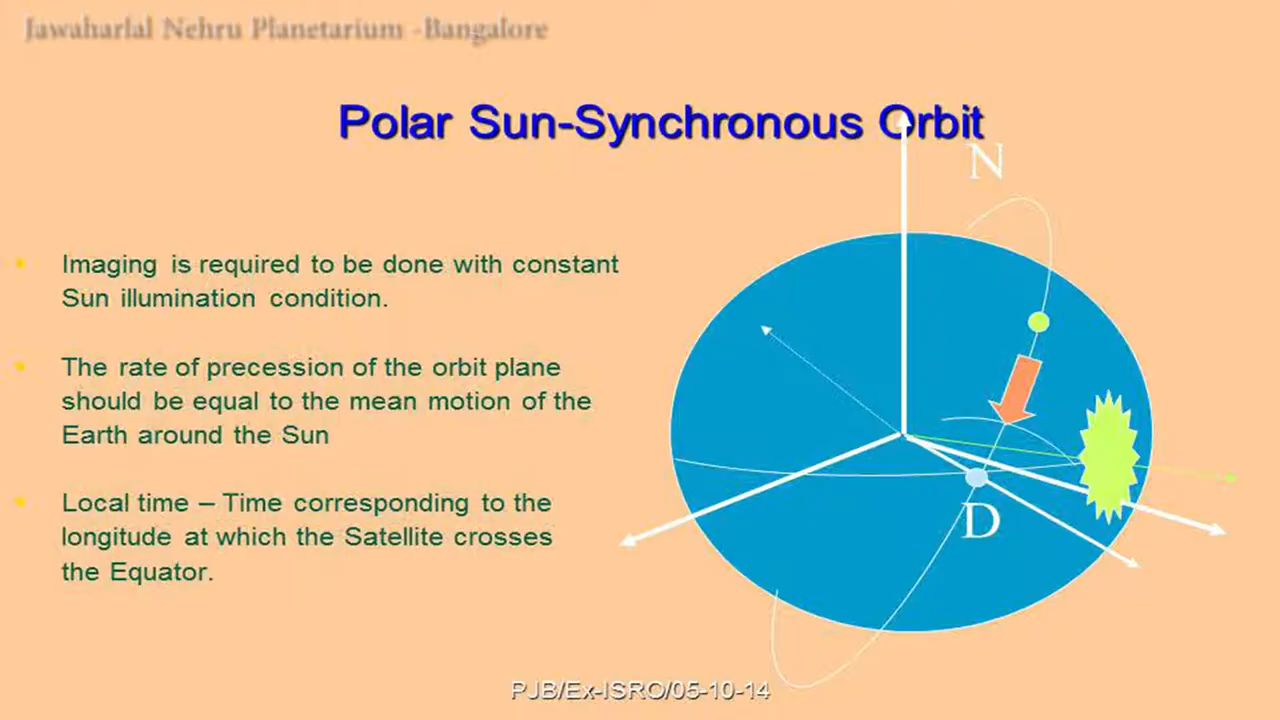 Jawaharlal Nehru Planetarium -Bangalore
Polar Sun-Synchronous Orbit
N
Imaging is required to be done with constant
Sun illumination condition.
The rate of precession of the orbit plane
should be equal to the mean motion of the
Earth around the Sun
Local time – Time corresponding to the
longitude at which the Satellite crosses
the Equator.
D
PJB/Ex-ISRO/05-10-14